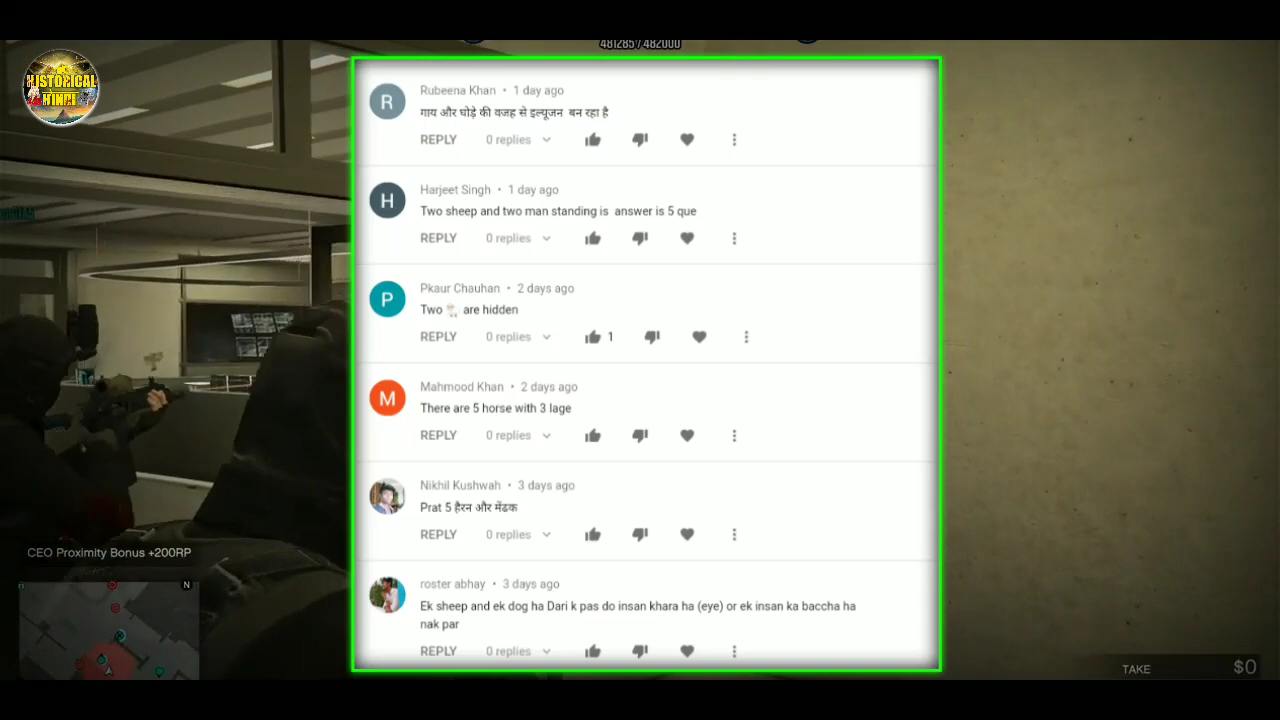 481285 / 482000
HISTORICAL
HINDI
R
Rubeena Khan • 1 day ago
गाय और घोड़े की वजह से इल्यूजन बन रहा है
REPLY 0 replies
H
Harjeet Singh • 1 day ago
Two sheep and two man standing is answer is 5 que
REPLY 0 replies
P
Pkaur Chauhan • 2 days ago
Two 🐑 are hidden
REPLY 0 replies 1
M
Mahmood Khan • 2 days ago
There are 5 horse with 3 lage
REPLY 0 replies
Nikhil Kushwah • 3 days ago
Prat 5 हैरन और मेंढक
REPLY 0 replies
CEO Proximity Bonus +200RP
N
roster abhay • 3 days ago
Ek sheep and ek dog ha Dari k pas do insan khara ha (eye) or ek insan ka baccha ha
nak par
REPLY 0 replies
TAKE $0